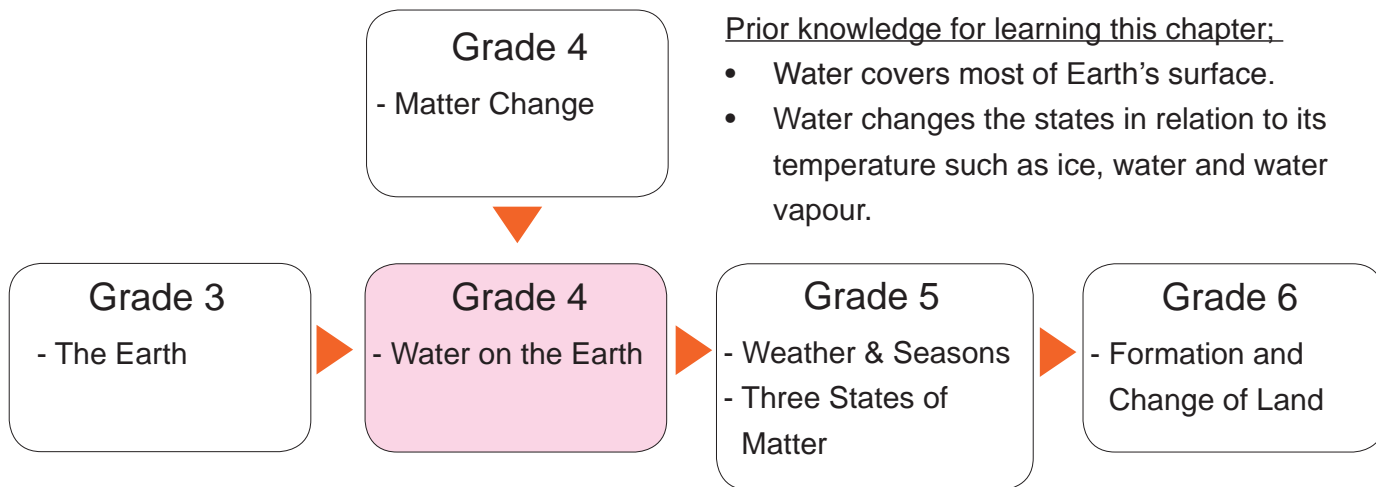 Grade 4
- Matter Change
Prior knowledge for learning this chapter;
• Water covers most of Earth’s surface.
• Water changes the states in relation to its
temperature such as ice, water and water
vapour.
Grade 3
- The Earth
Grade 4
- Water on the Earth
Grade 5
- Weather & Seasons
- Three States of
Matter
Grade 6
- Formation and
Change of Land